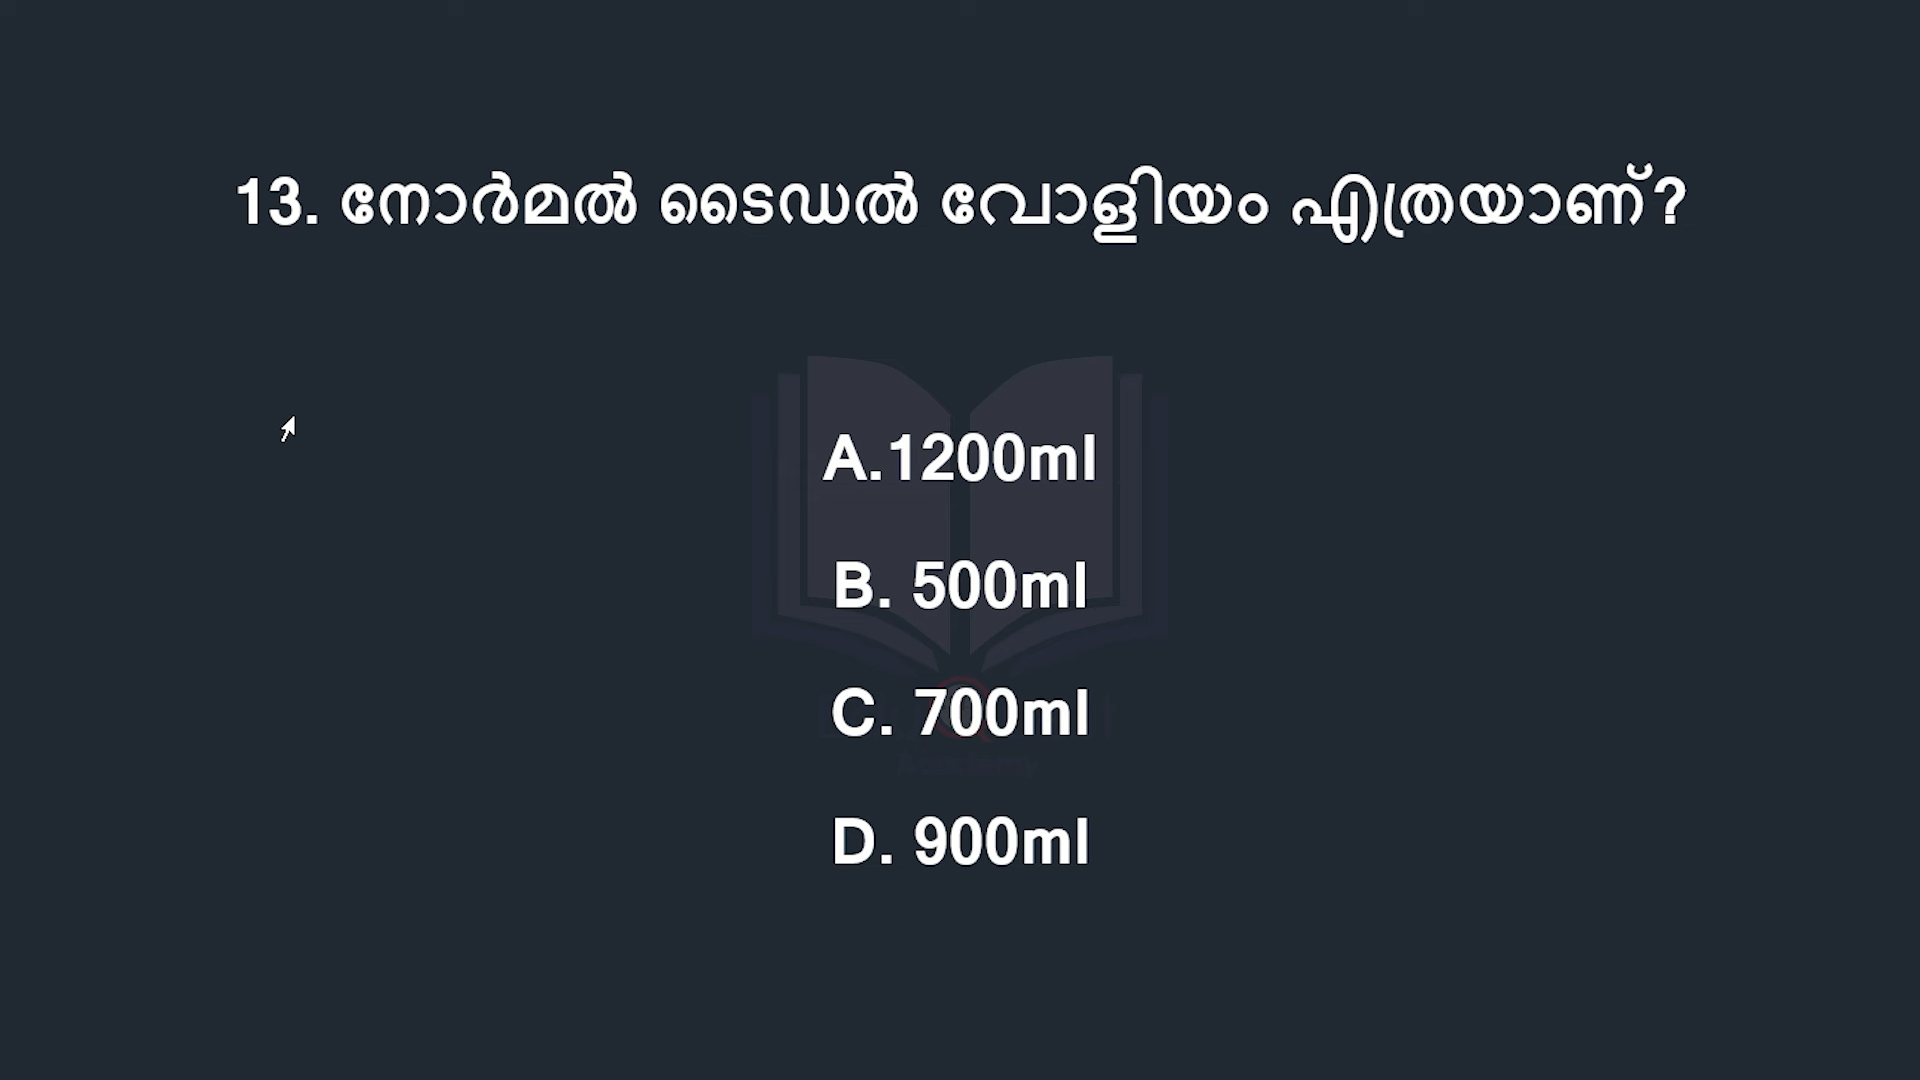 13. നോർമൽ ടൈഡൽ വോളിയം എത്രയാണ്?
A.1200ml
B. 500ml
C. 700ml
D. 900ml